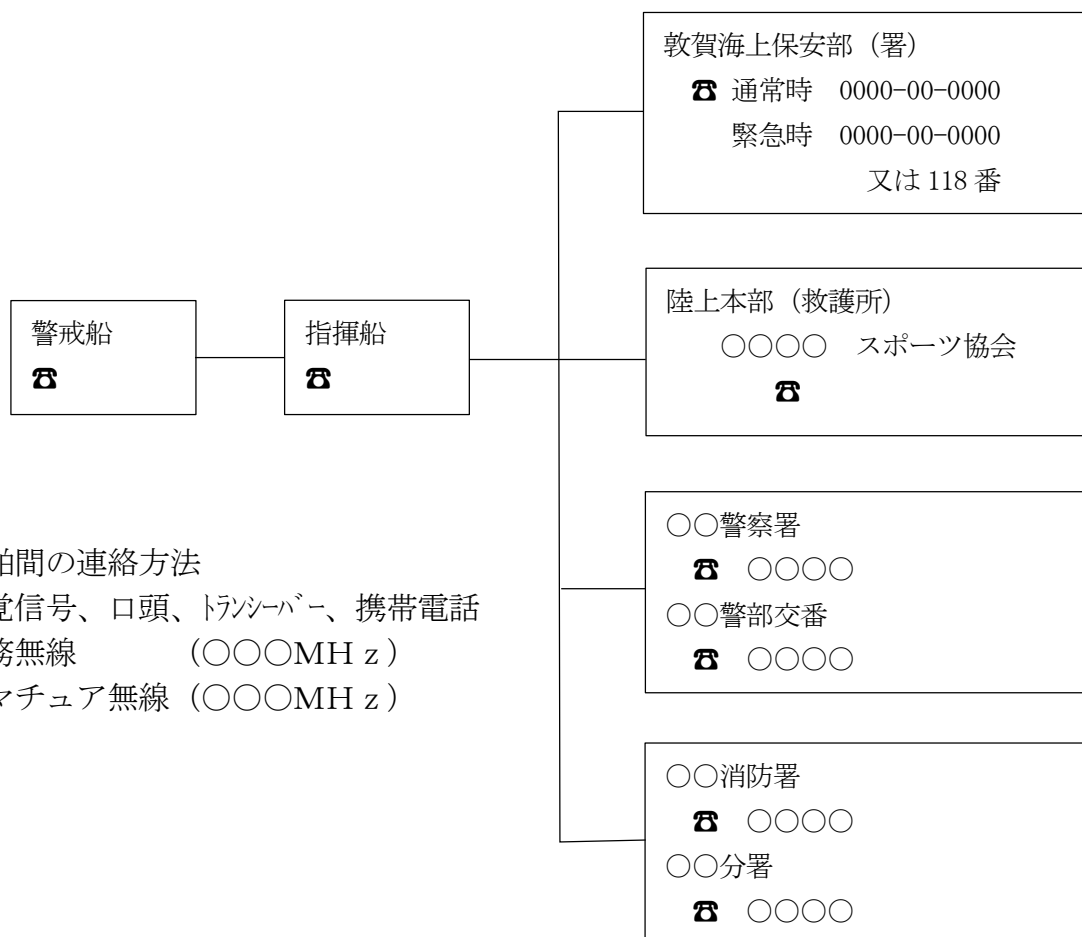 敦賀海上保安部（署）
☎ 通常時　0000-00-0000
緊急時　0000-00-0000
又は 118 番
警戒船
☎
指揮船
☎
陸上本部（救護所）
○○○○　スポーツ協会
☎
○○警察署
☎　○○○○
○○警部交番
☎　○○○○
舶間の連絡方法
覚信号、口頭、ﾄﾗﾝｼｰﾊﾞｰ、携帯電話
務無線　（○○○MHｚ）
マチュア無線（○○○MHｚ）
○○消防署
☎　○○○○
○○分署
☎　○○○○